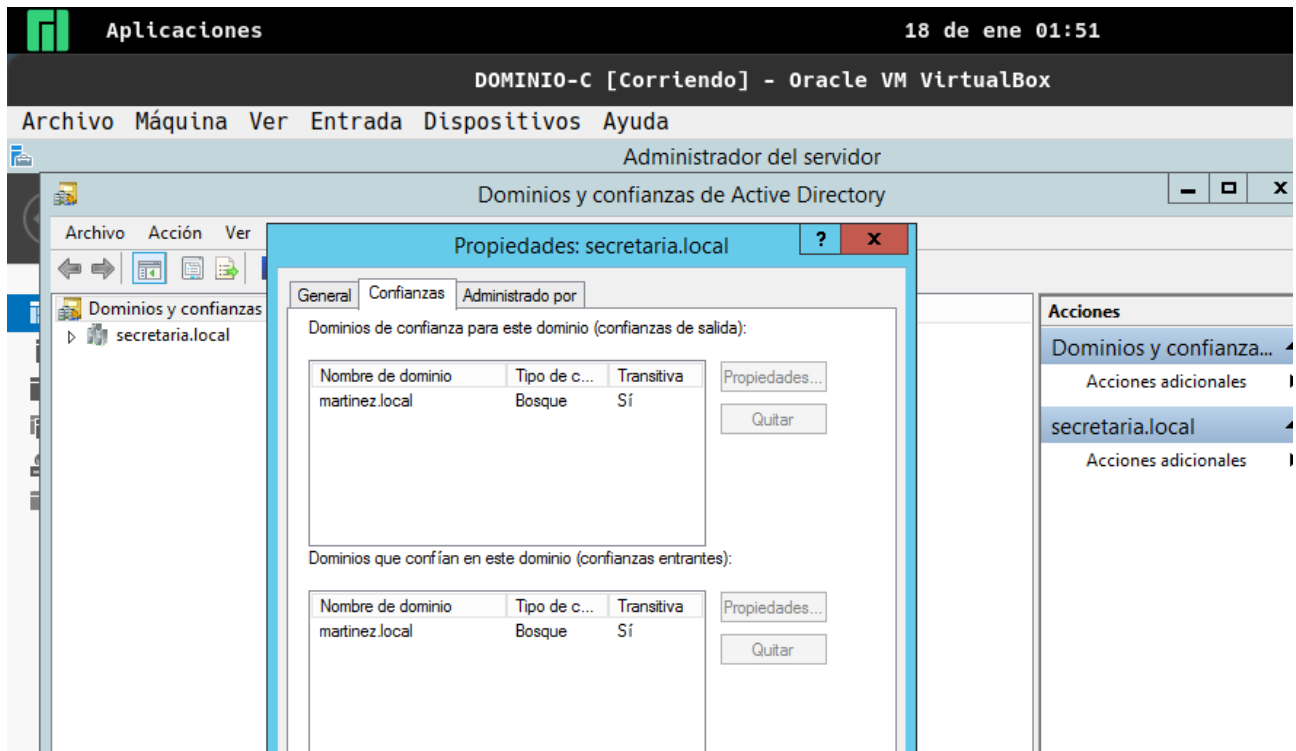 Aplicaciones 18 de ene 01:51
DOMINIO-C [Corriendo] - Oracle VM VirtualBox
Archivo Máquina Ver Entrada Dispositivos Ayuda
Administrador del servidor
Dominios y confianzas de Active Directory
Archivo Acción Ver
Propiedades: secretaria.local ? x
General Confianzas Administrado por
Dominios y confianzas
secretaria.local
Dominios de confianza para este dominio (confianzas de salida):
Nombre de dominio Tipo de c... Transitiva
martinez.local Bosque Sí
Propiedades...
Quitar
Dominios que confían en este dominio (confianzas entrantes):
Nombre de dominio Tipo de c... Transitiva
martinez.local Bosque Sí
Propiedades...
Quitar
Acciones
Dominios y confianza...
Acciones adicionales
secretaria.local
Acciones adicionales